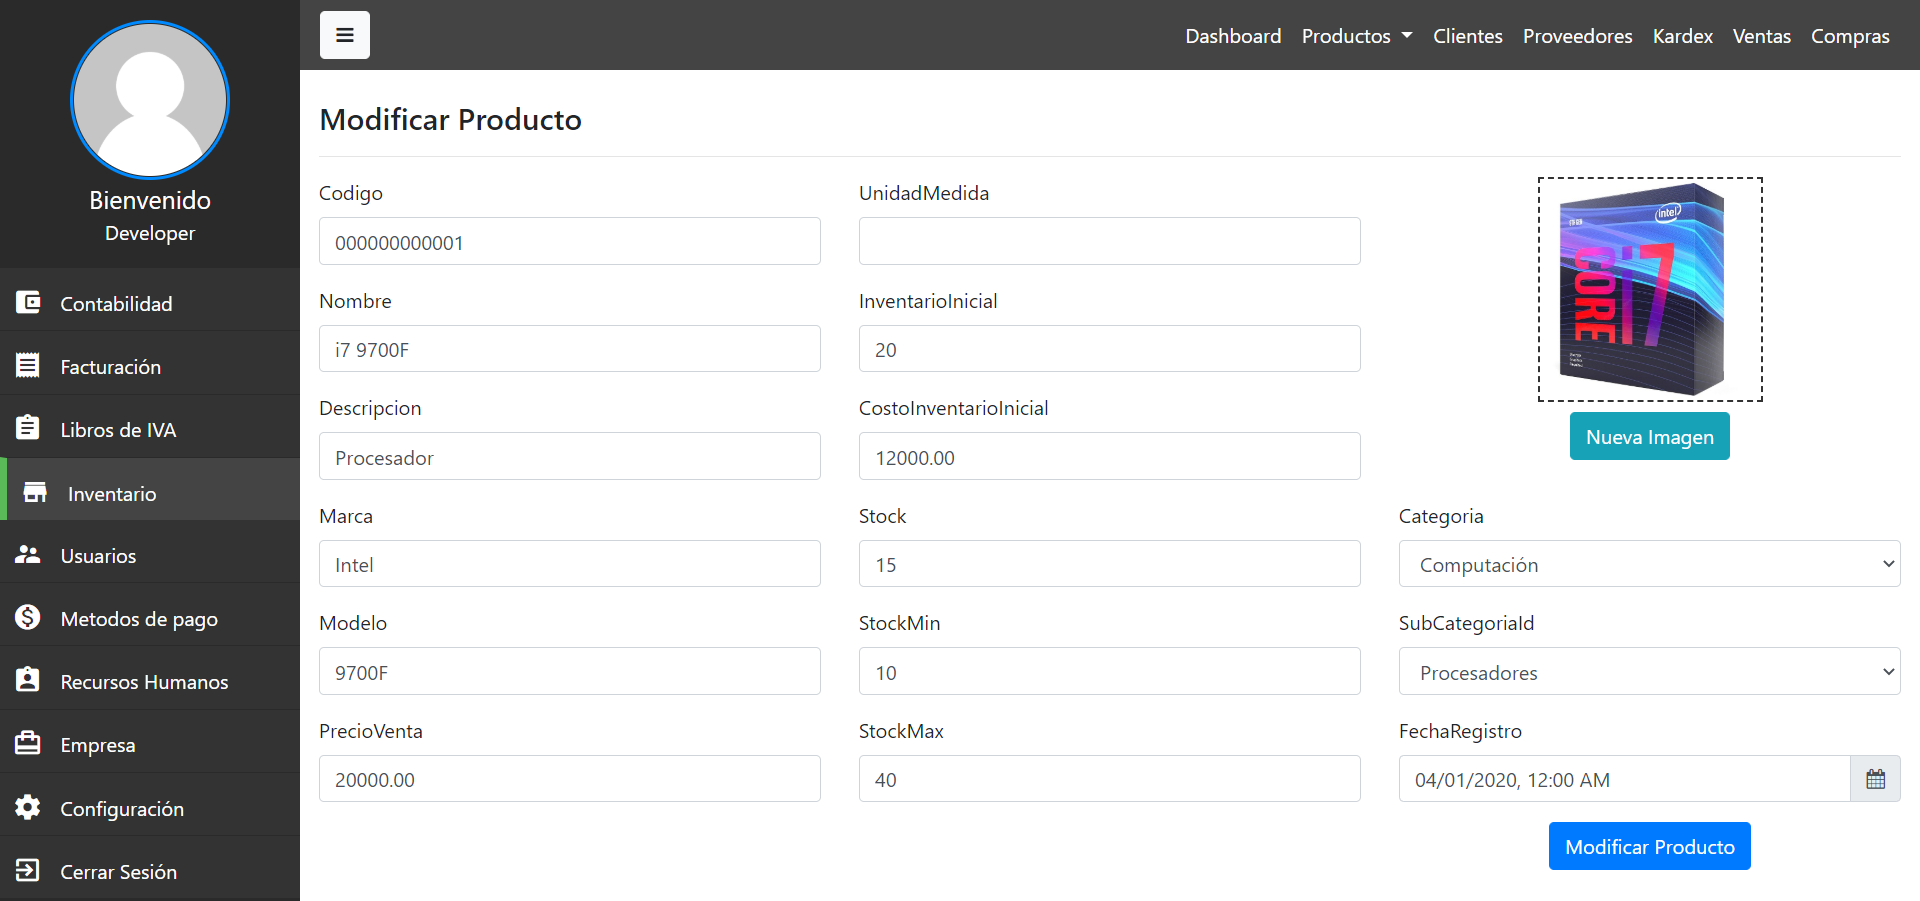 Bienvenido
Developer
Contabilidad
Facturación
Libros de IVA
Inventario
Usuarios
Metodos de pago
Recursos Humanos
Empresa
Configuración
Cerrar Sesión
Dashboard Productos Clientes Proveedores Kardex Ventas Compras
Modificar Producto
Codigo
000000000001
Nombre
i7 9700F
Descripcion
Procesador
Marca
Intel
Modelo
9700F
PrecioVenta
20000.00
UnidadMedida
InventarioInicial
20
CostoInventarioInicial
12000.00
Stock
15
StockMin
10
StockMax
40
intel
CORE i7
Nueva Imagen
Categoria
Computación
SubCategoriaId
Procesadores
FechaRegistro
04/01/2020, 12:00 AM
Modificar Producto